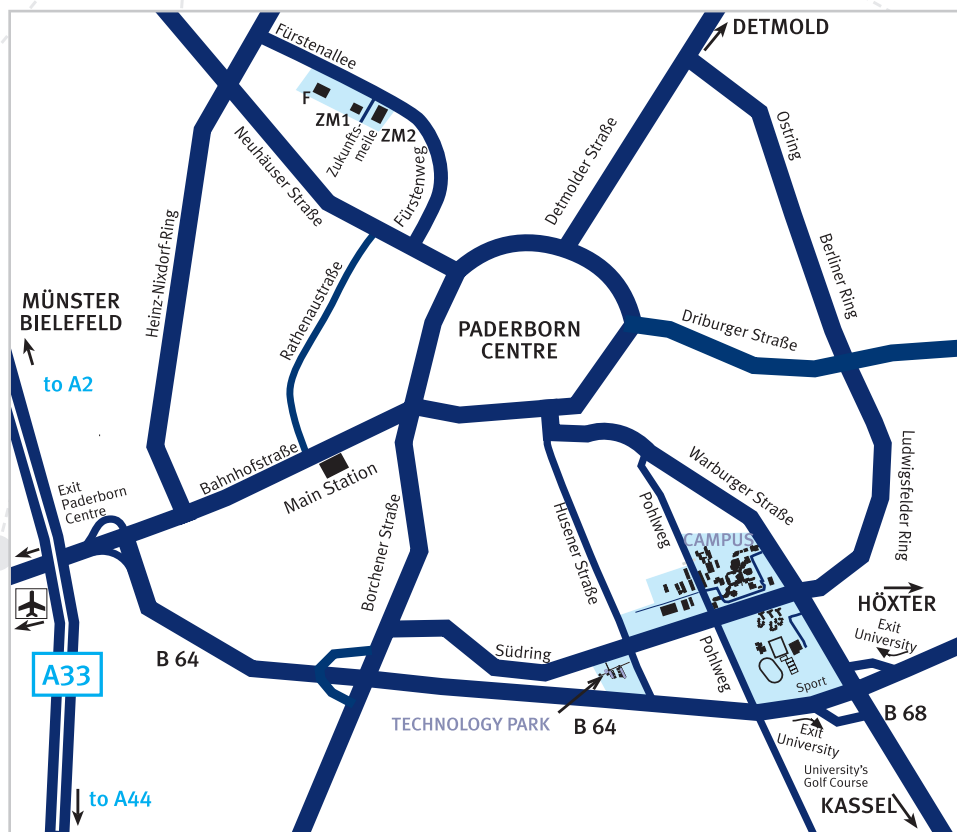 DETMOLD
Fürstenallee
F
ZM1
ZM2
Zukunfts-
meile
Neuhäuser Straße
Fürstenweg
Detmolder Straße
Ostring
Heinz-Nixdorf-Ring
Rathenaustraße
Berliner Ring
MÜNSTER
BIELEFELD
to A2
PADERBORN
CENTRE
Driburger Straße
Exit
Paderborn
Centre
Bahnhofstraße
Main Station
Borchener Straße
Husener Straße
Pohlweg
Warburger Straße
Ludwigsfelder Ring
CAMPUS
HÖXTER
Exit
University
A33
B 64
Südring
Pohlweg
Sport
TECHNOLOGY PARK
B 64
B 68
Exit
University
University's
Golf Course
KASSEL
to A44